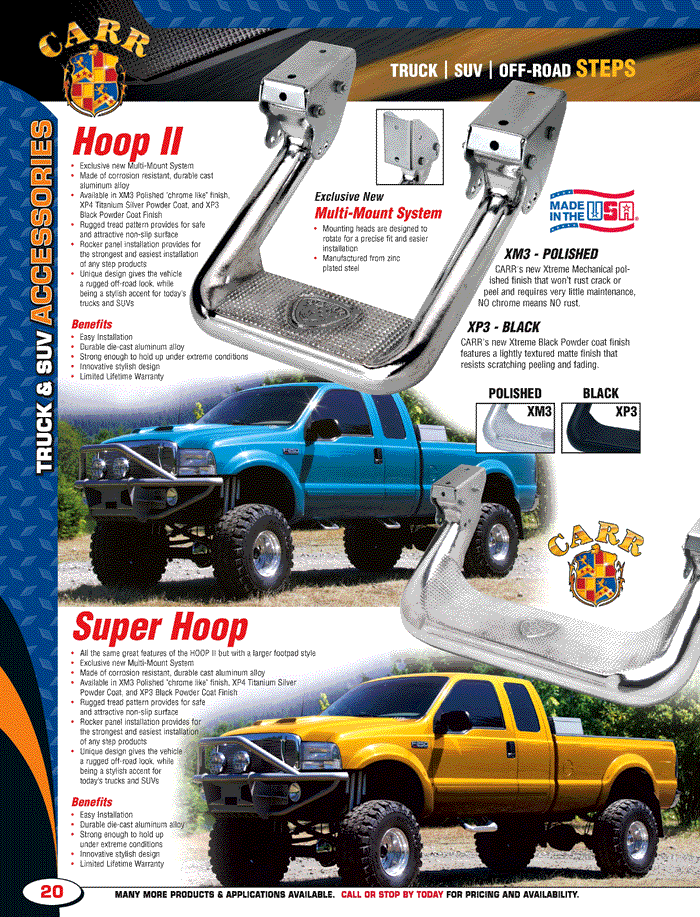 CARR
TRUCK | SUV | OFF-ROAD STEPS
TRUCK & SUV ACCESSORIES
Hoop II
• Exclusive new Multi-Mount System
• Made of corrosion resistant, durable cast
aluminum alloy
• Available in XM3 Polished "chrome like" finish,
XP4 Titanium Silver Powder Coat, and XP3
Black Powder Coat Finish
• Rugged tread pattern provides for safe
and attractive non-slip surface
• Rocker panel installation provides for
the strongest and easiest installation
of any step products
• Unique design gives the vehicle
a rugged off-road look, while
being a stylish accent for today's
trucks and SUVs
Benefits
• Easy Installation
• Durable die-cast aluminum alloy
• Strong enough to hold up under extreme conditions
• Innovative stylish design
• Limited Lifetime Warranty
Exclusive New
Multi-Mount System
• Mounting heads are designed to
rotate for a precise fit and easier
installation
• Manufactured from zinc
plated steel
MADE
IN THE USA
XM3 - POLISHED
CARR's new Xtreme Mechanical pol-
ished finish that won't rust crack or
peel and requires very little maintenance,
NO chrome means NO rust.
XP3 - BLACK
CARR's new Xtreme Black Powder coat finish
features a lightly textured matte finish that
resists scratching peeling and fading.
POLISHED
XM3
BLACK
XP3
CARR
Super Hoop
• All the same great features of the HOOP II but with a larger footpad style
• Exclusive new Multi-Mount System
• Made of corrosion resistant, durable cast aluminum alloy
• Available in XM3 Polished "chrome like" finish, XP4 Titanium Silver
Powder Coat, and XP3 Black Powder Coat Finish
• Rugged tread pattern provides for safe
and attractive non-slip surface
• Rocker panel installation provides for
the strongest and easiest installation
of any step products
• Unique design gives the vehicle
a rugged off-road look, while
being a stylish accent for
today's trucks and SUVs
Benefits
• Easy Installation
• Durable die-cast aluminum alloy
• Strong enough to hold up
under extreme conditions
• Innovative stylish design
• Limited Lifetime Warranty
20
MANY MORE PRODUCTS & APPLICATIONS AVAILABLE. CALL OR STOP BY TODAY FOR PRICING AND AVAILABILITY.